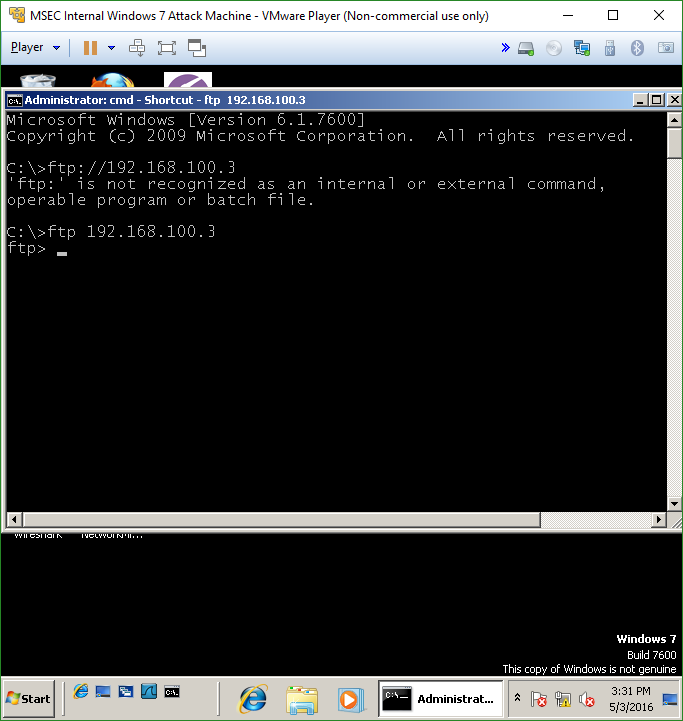 MSEC Internal Windows 7 Attack Machine - VMware Player (Non-commercial use only)
Player
Administrator: cmd - Shortcut - ftp 192.168.100.3
Microsoft Windows [Version 6.1.7600]
Copyright (c) 2009 Microsoft Corporation.  All rights reserved.
C:\>ftp://192.168.100.3
'ftp:' is not recognized as an internal or external command,
operable program or batch file.
C:\>ftp 192.168.100.3
ftp> _
Wireshark
Windows 7
Build 7600
This copy of Windows is not genuine
Start
Administrat...
3:31 PM
5/3/2016